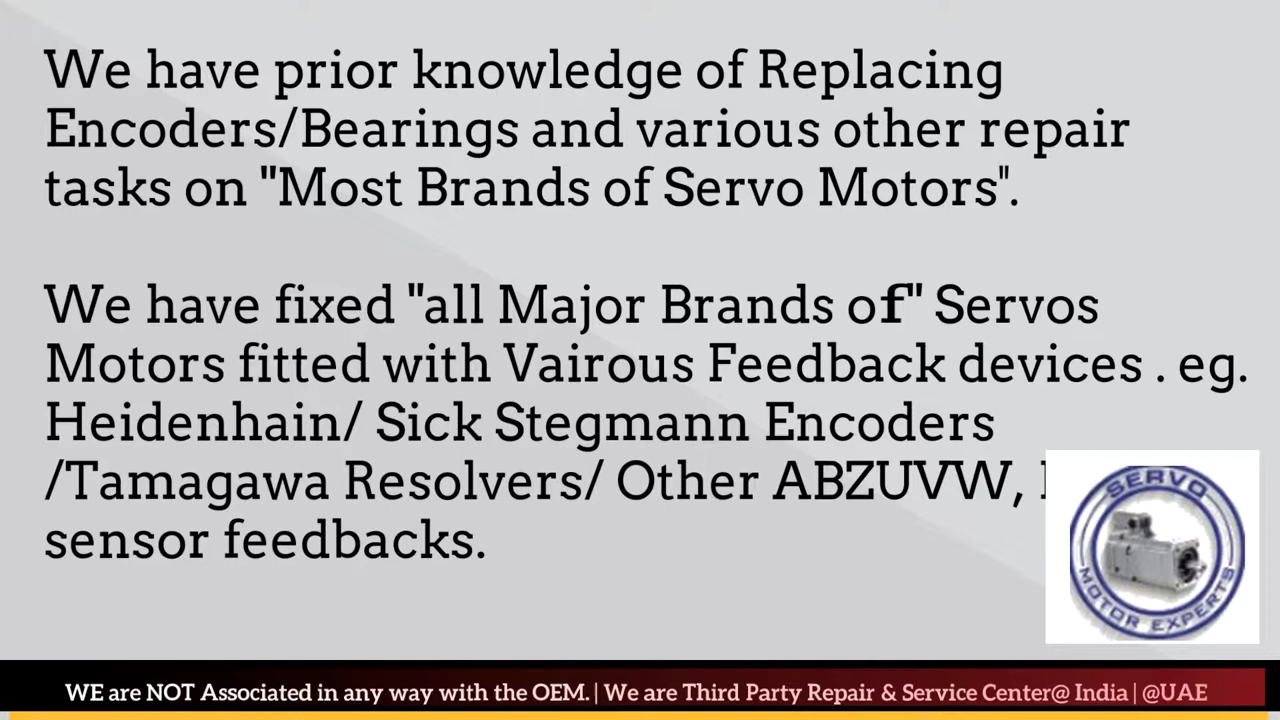 We have prior knowledge of Replacing
Encoders/Bearings and various other repair
tasks on "Most Brands of Servo Motors".
We have fixed "all Major Brands of" Servos
Motors fitted with Vairous Feedback devices . eg.
Heidenhain/ Sick Stegmann Encoders
/Tamagawa Resolvers/ Other ABZUVW,
sensor feedbacks.
SERVO
MOTOR EXPERTS
WE are NOT Associated in any way with the OEM. | We are Third Party Repair & Service Center@ India | @UAE